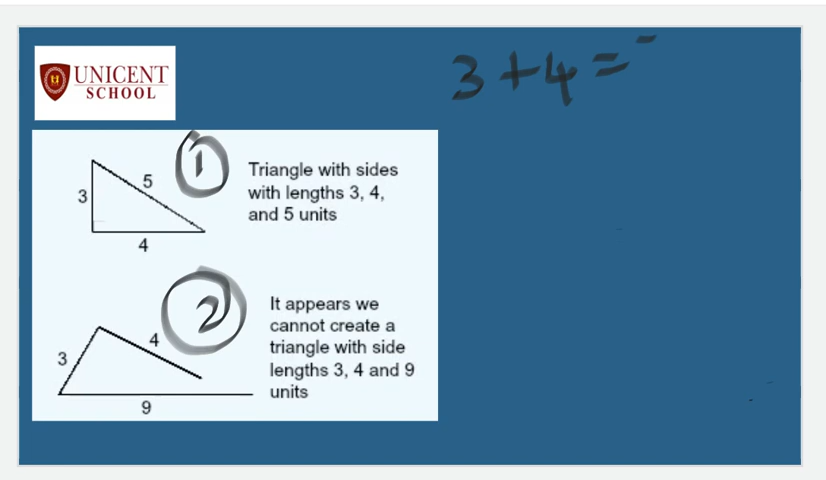 UNICENT
SCHOOL
3 + 4 =
3
5
4
1
Triangle with sides
with lengths 3, 4,
and 5 units
3
4
9
2
It appears we
cannot create a
triangle with side
lengths 3, 4 and 9
units